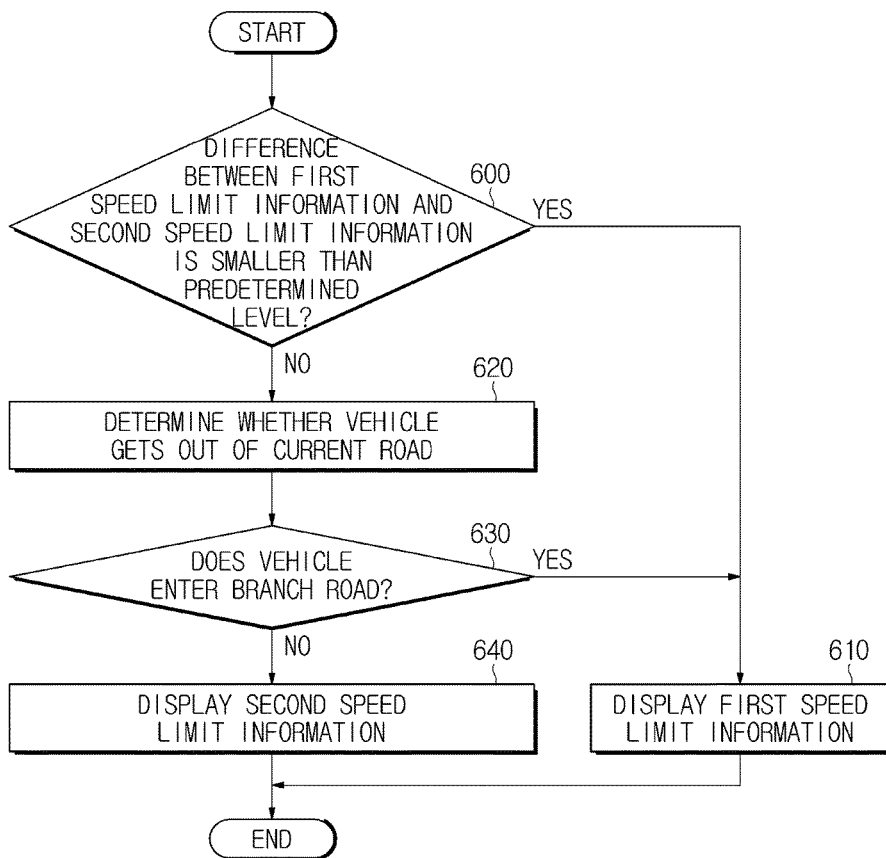 START
DIFFERENCE
BETWEEN FIRST
SPEED LIMIT INFORMATION AND
SECOND SPEED LIMIT INFORMATION
IS SMALLER THAN
PREDETERMINED
LEVEL?
600
YES
NO
620
DETERMINE WHETHER VEHICLE
GETS OUT OF CURRENT ROAD
630
DOES VEHICLE
ENTER BRANCH ROAD?
YES
NO
640
DISPLAY SECOND SPEED
LIMIT INFORMATION
610
DISPLAY FIRST SPEED
LIMIT INFORMATION
END